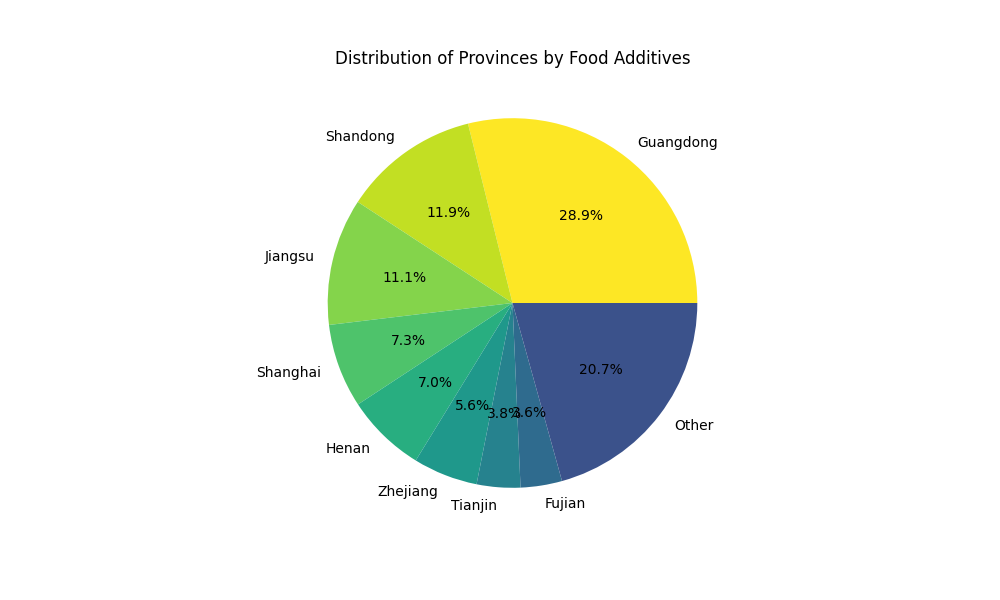 Distribution of Provinces by Food Additives
Guangdong
28.9%
Shandong
11.9%
Jiangsu
11.1%
Shanghai
7.3%
Henan
7.0%
Zhejiang
5.6%
Tianjin
3.8%
Fujian
3.6%
Other
20.7%